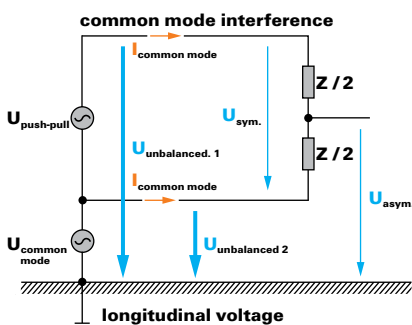 common mode interference
I common mode
Z / 2
U push-pull
U sym.
U unbalanced. 1
Z / 2
I common mode
U asym
U common
mode
U unbalanced 2
longitudinal voltage